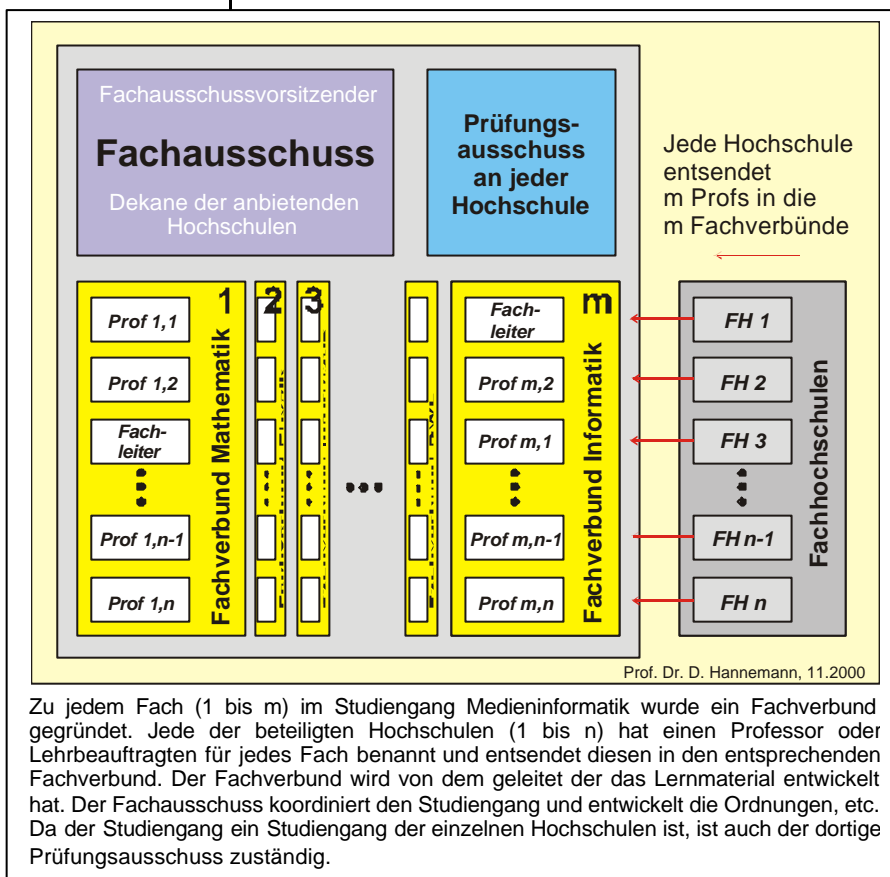 Fachausschussvorsitzender
Fachausschuss
Dekane der anbietenden
Hochschulen
Prüfungs-
ausschuss
an jeder
Hochschule
Jede Hochschule
entsendet
m Profs in die
m Fachverbünde
1
Prof 1,1
Prof 1,2
Fach-
leiter
Prof 1,n-1
Prof 1,n
Fachverbund Mathematik
2
3
...
m
Fach-
leiter
Prof m,2
Prof m,1
Prof m,n-1
Prof m,n
Fachverbund Informatik
FH 1
FH 2
FH 3
FH n-1
FH n
Fachhochschulen
Prof. Dr. D. Hannemann, 11.2000
Zu jedem Fach (1 bis m) im Studiengang Medieninformatik wurde ein Fachverbund
gegründet. Jede der beteiligten Hochschulen (1 bis n) hat einen Professor oder
Lehrbeauftragten für jedes Fach benannt und entsendet diesen in den entsprechenden
Fachverbund. Der Fachverbund wird von dem geleitet der das Lernmaterial entwickelt
hat. Der Fachausschuss koordiniert den Studiengang und entwickelt die Ordnungen, etc.
Da der Studiengang ein Studiengang der einzelnen Hochschulen ist, ist auch der dortige
Prüfungsausschuss zuständig.